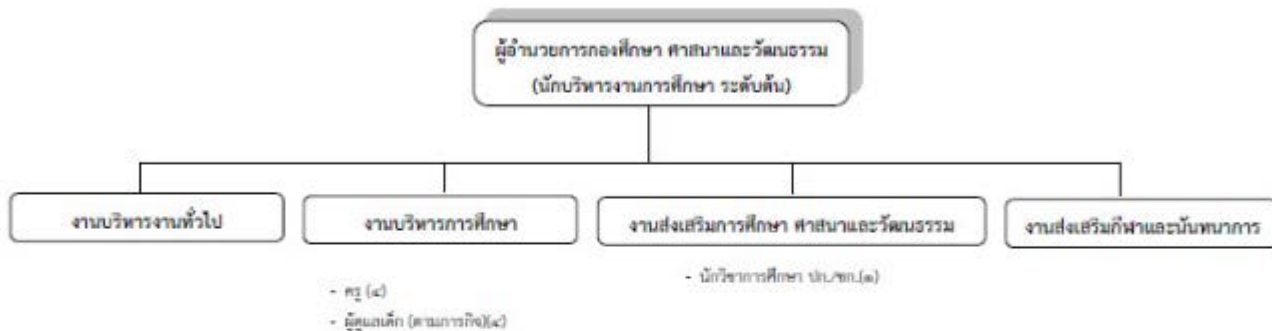 ผู้อำนวยการกองศึกษา ศาสนาและวัฒนธรรม
(นักบริหารงานการศึกษา ระดับต้น)
งานบริหารงานทั่วไป
งานบริหารการศึกษา
งานส่งเสริมการศึกษา ศาสนาและวัฒนธรรม
งานส่งเสริมกีฬาและนันทนาการ
- นักวิชาการศึกษา ปก./ชก.(๑)
- ครู (๔)
- ผู้ดูแลเด็ก (ตามภารกิจ)(๔)